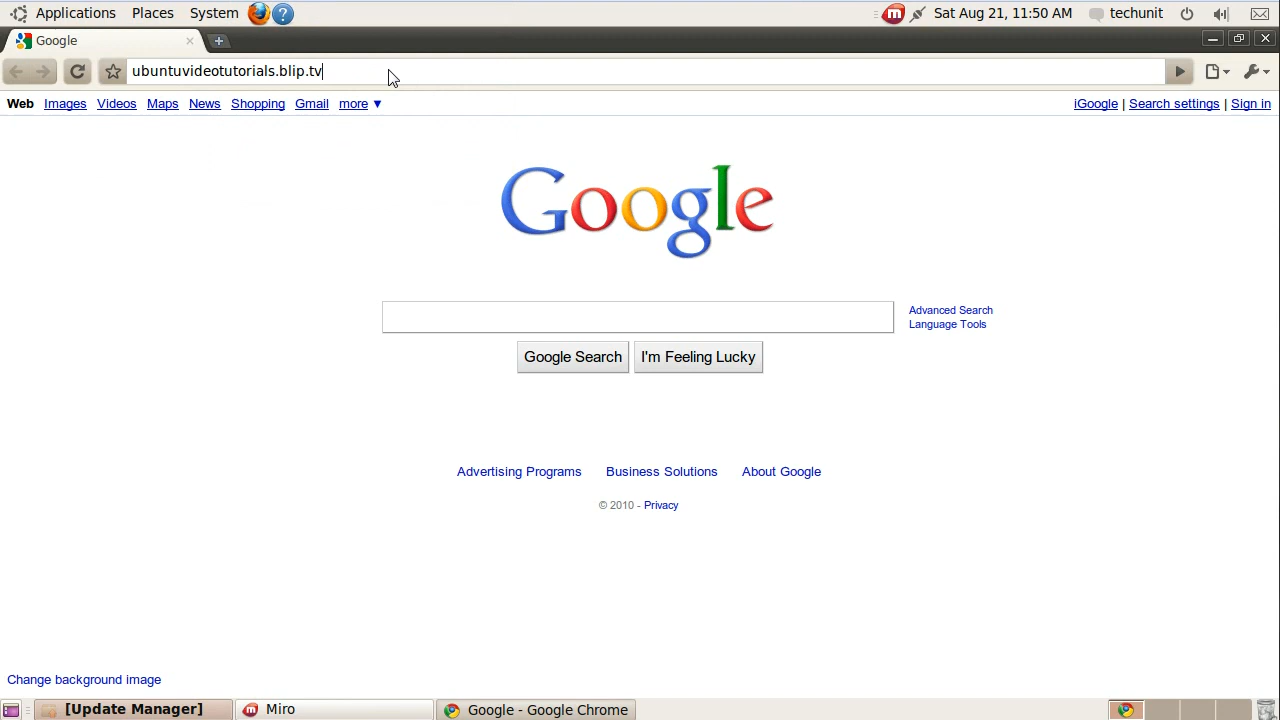 Applications Places System Sat Aug 21, 11:50 AM techunit
Google
ubuntuvideotutorials.blip.tv
Web Images Videos Maps News Shopping Gmail more ▼ iGoogle | Search settings | Sign in
Google
Advanced Search
Language Tools
Google Search I'm Feeling Lucky
Advertising Programs Business Solutions About Google
© 2010 - Privacy
Change background image
[Update Manager] Miro Google - Google Chrome